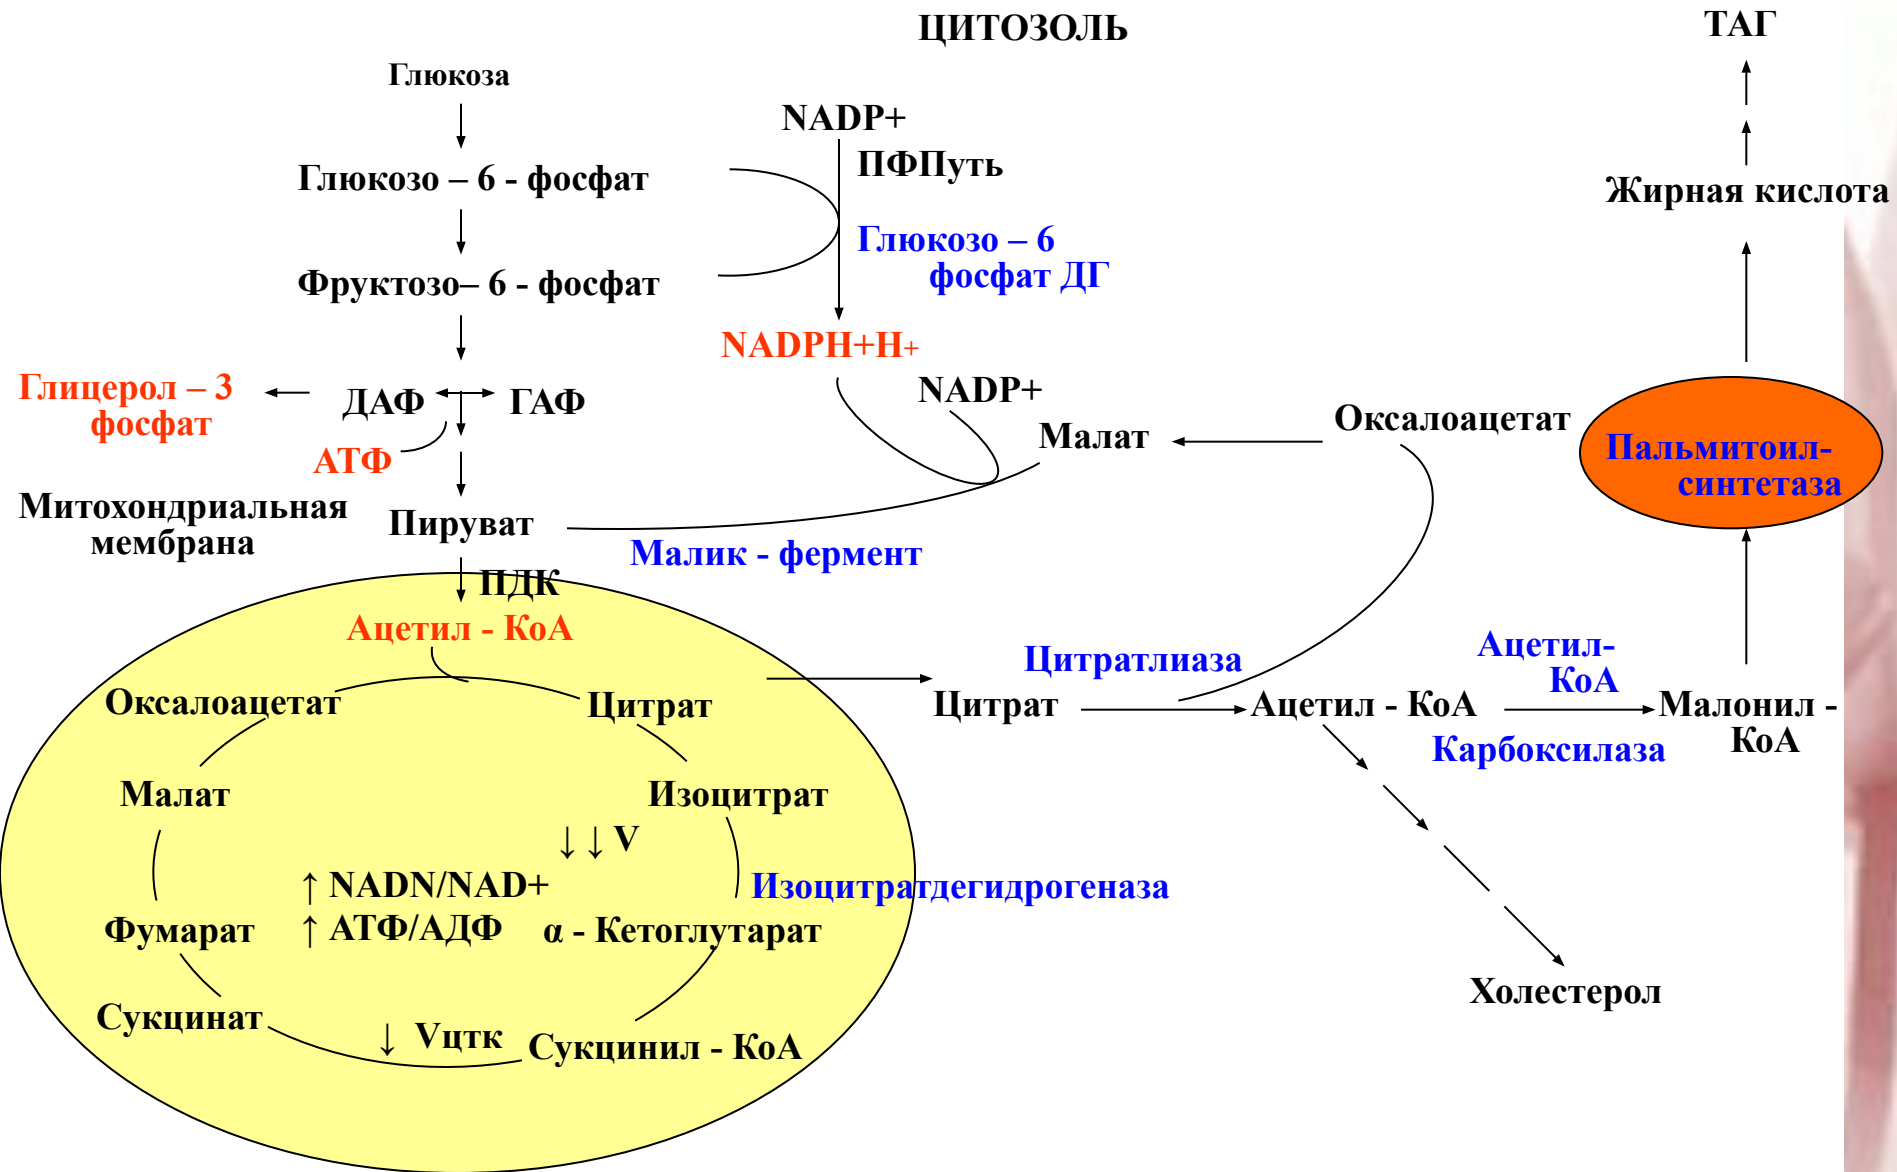 ЦИТОЗОЛЬ
ТАГ
Глюкоза
NADP+
ПФПуть
Глюкозо – 6 - фосфат
Жирная кислота
Глюкозо – 6
фосфат ДГ
Фруктозо– 6 - фосфат
NADPH+H+
Глицерол – 3
фосфат
ДАФ
ГАФ
NADP+
Малат
Оксалоацетат
АТФ
Пальмитоил-
синтетаза
Митохондриальная
мембрана
Пируват
Малик - фермент
ПДК
Ацетил - КоА
Цитратлиаза
Ацетил-
КоА
Оксалоацетат
Цитрат
Цитрат
Ацетил - КоА
Малонил -
КоА
Карбоксилаза
Малат
Изоцитрат
↓ ↓ V
↑ NADN/NAD+
Изоцитратдегидрогеназа
Фумарат
↑ АТФ/АДФ
α - Кетоглутарат
Холестерол
Сукцинат
↓ Vцтк
Сукцинил - КоА